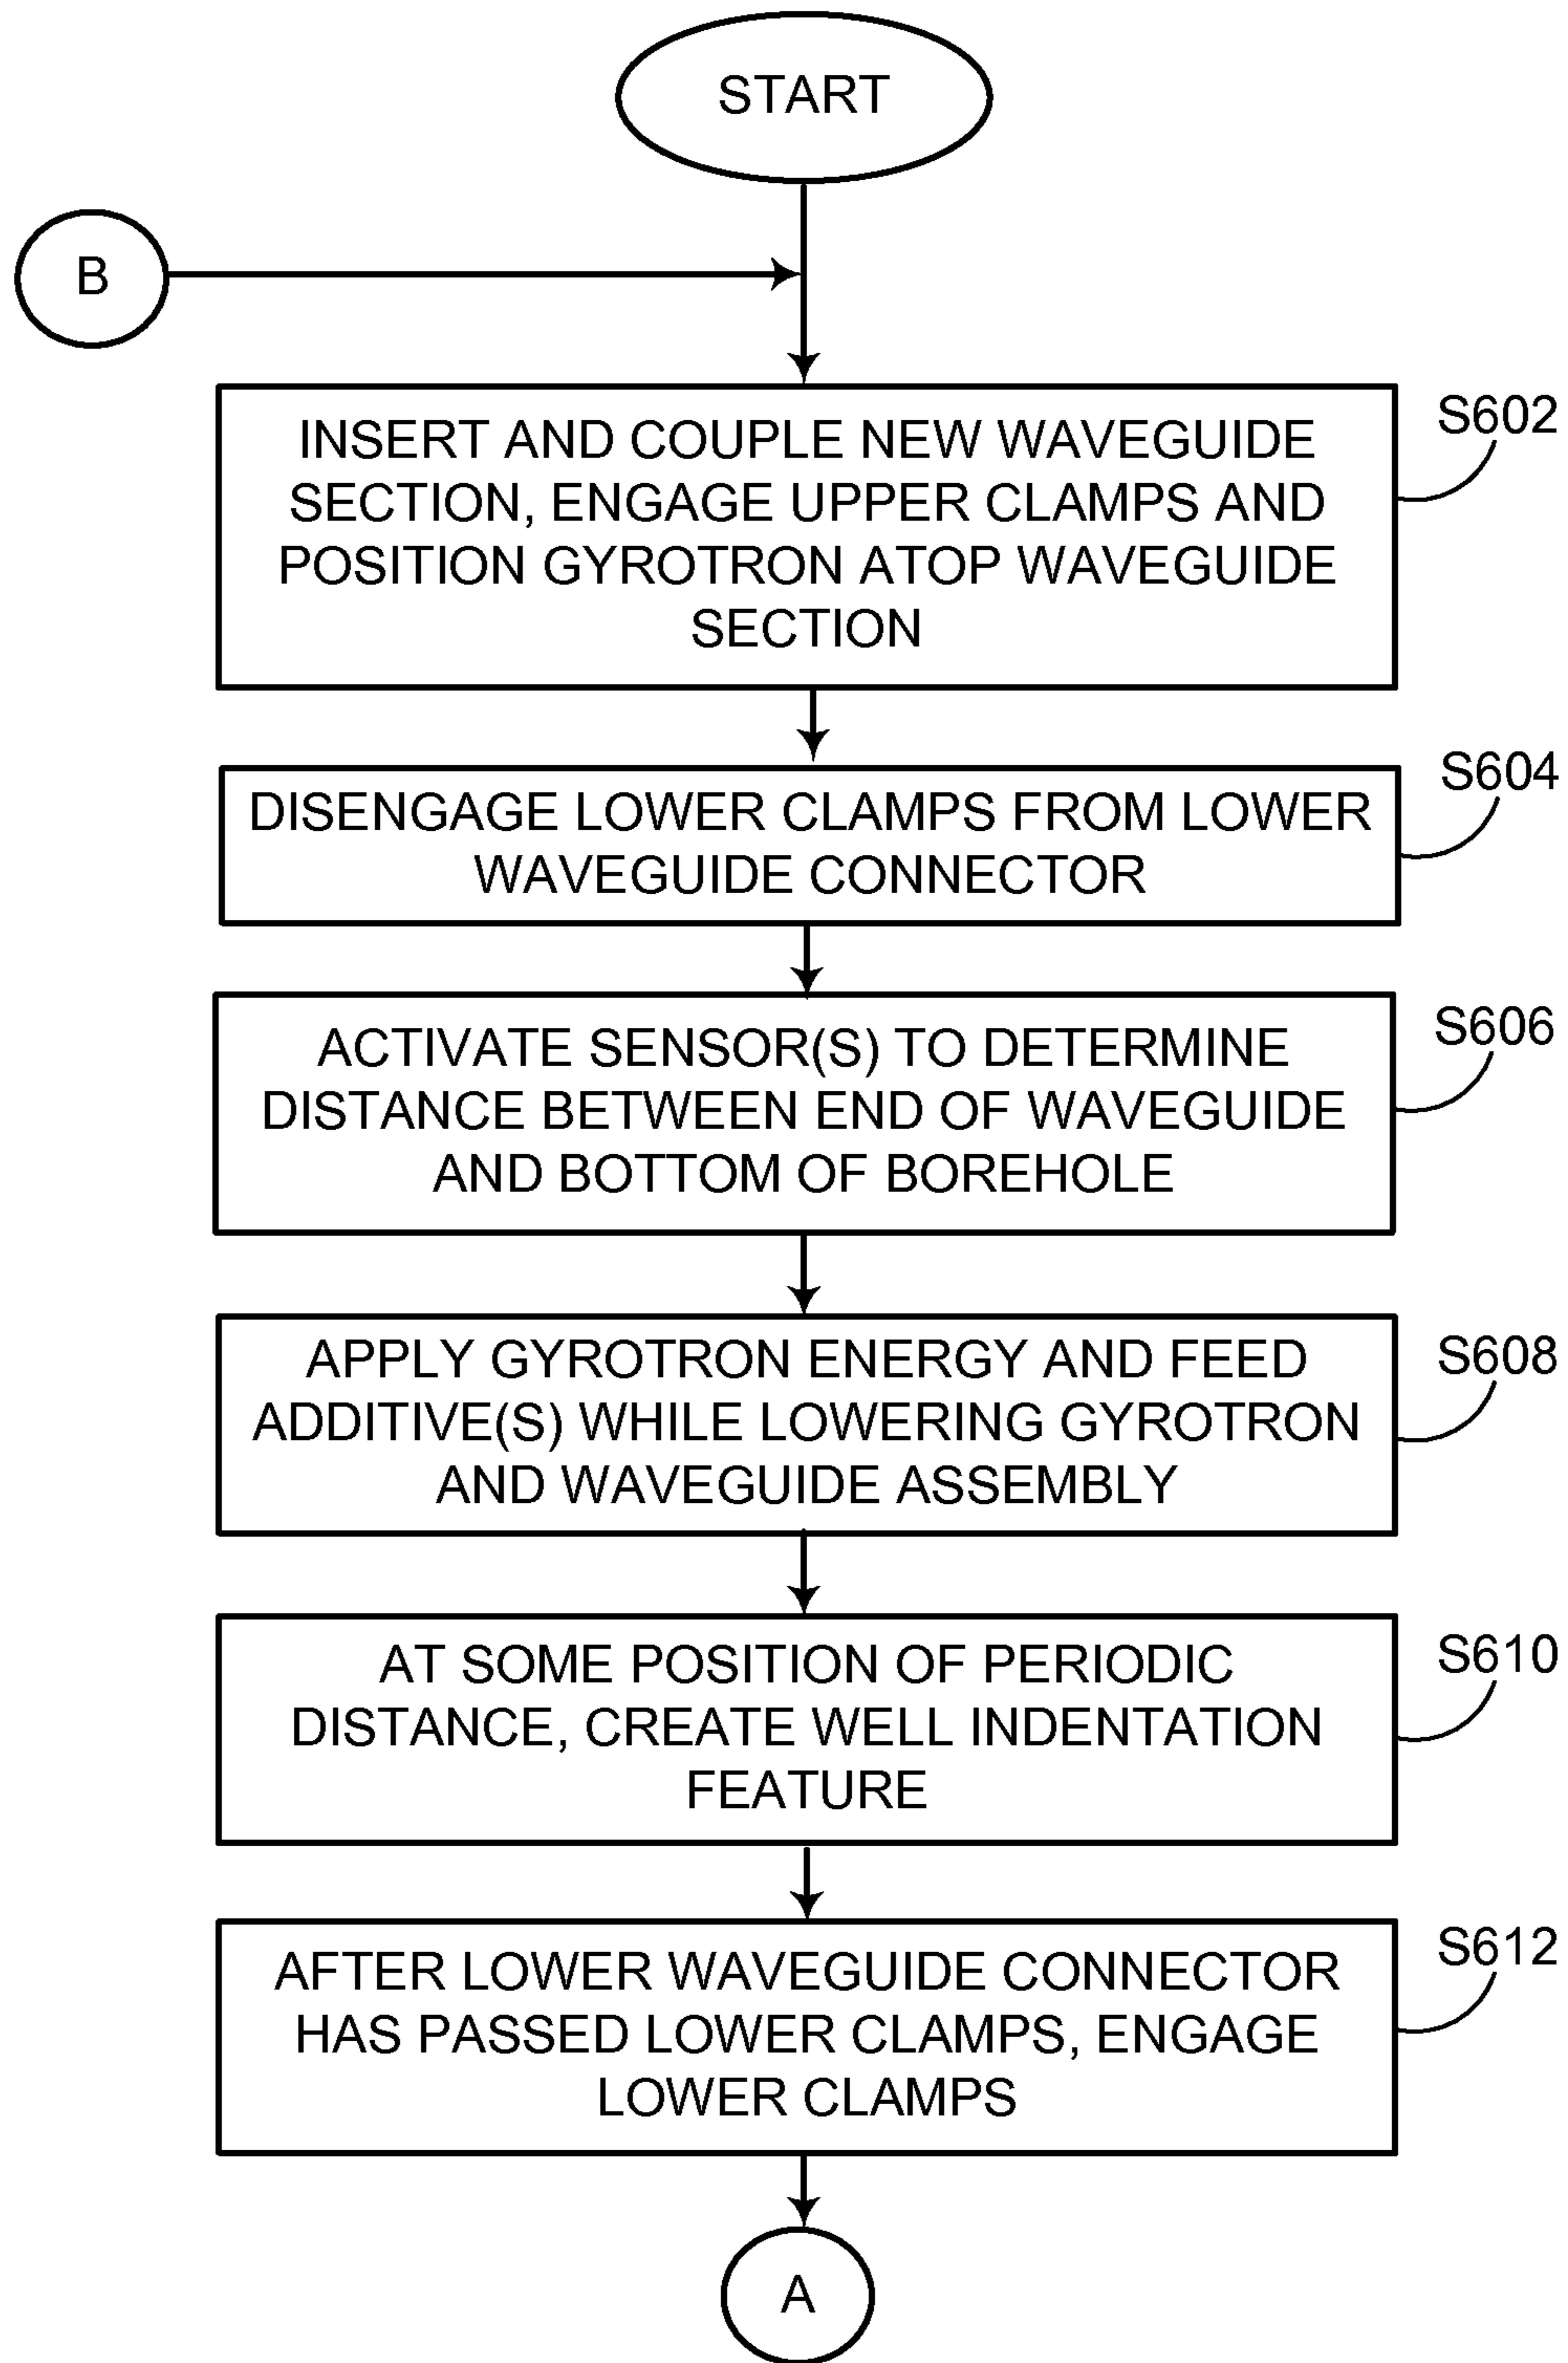 START
B
INSERT AND COUPLE NEW WAVEGUIDE
SECTION, ENGAGE UPPER CLAMPS AND
POSITION GYROTRON ATOP WAVEGUIDE
SECTION
S602
DISENGAGE LOWER CLAMPS FROM LOWER
WAVEGUIDE CONNECTOR
S604
ACTIVATE SENSOR(S) TO DETERMINE
DISTANCE BETWEEN END OF WAVEGUIDE
AND BOTTOM OF BOREHOLE
S606
APPLY GYROTRON ENERGY AND FEED
ADDITIVE(S) WHILE LOWERING GYROTRON
AND WAVEGUIDE ASSEMBLY
S608
AT SOME POSITION OF PERIODIC
DISTANCE, CREATE WELL INDENTATION
FEATURE
S610
AFTER LOWER WAVEGUIDE CONNECTOR
HAS PASSED LOWER CLAMPS, ENGAGE
LOWER CLAMPS
S612
A